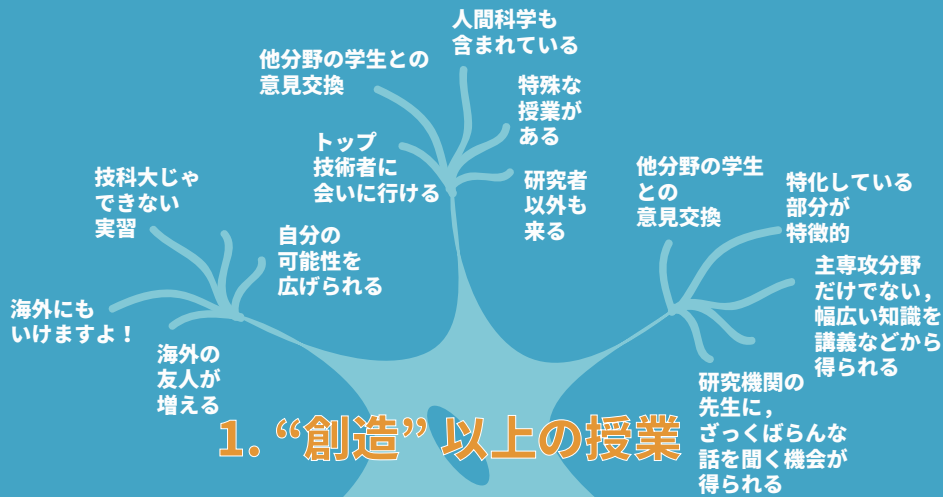 人間科学も
含まれている
他分野の学生との
意見交換
特殊な
授業が
ある
トップ
技術者に
会いに行ける
研究者
以外も
来る
技科大じゃ
できない
実習
自分の
可能性を
広げられる
海外にも
いけますよ！
海外の
友人が
増える
他分野の学生
との
意見交換
特化している
部分が
特徴的
主専攻分野
だけでない，
幅広い知識を
講義などから
得られる
研究機関の
先生に，
ざっくばらんな
話を聞く機会が
得られる
1. “創造” 以上の授業